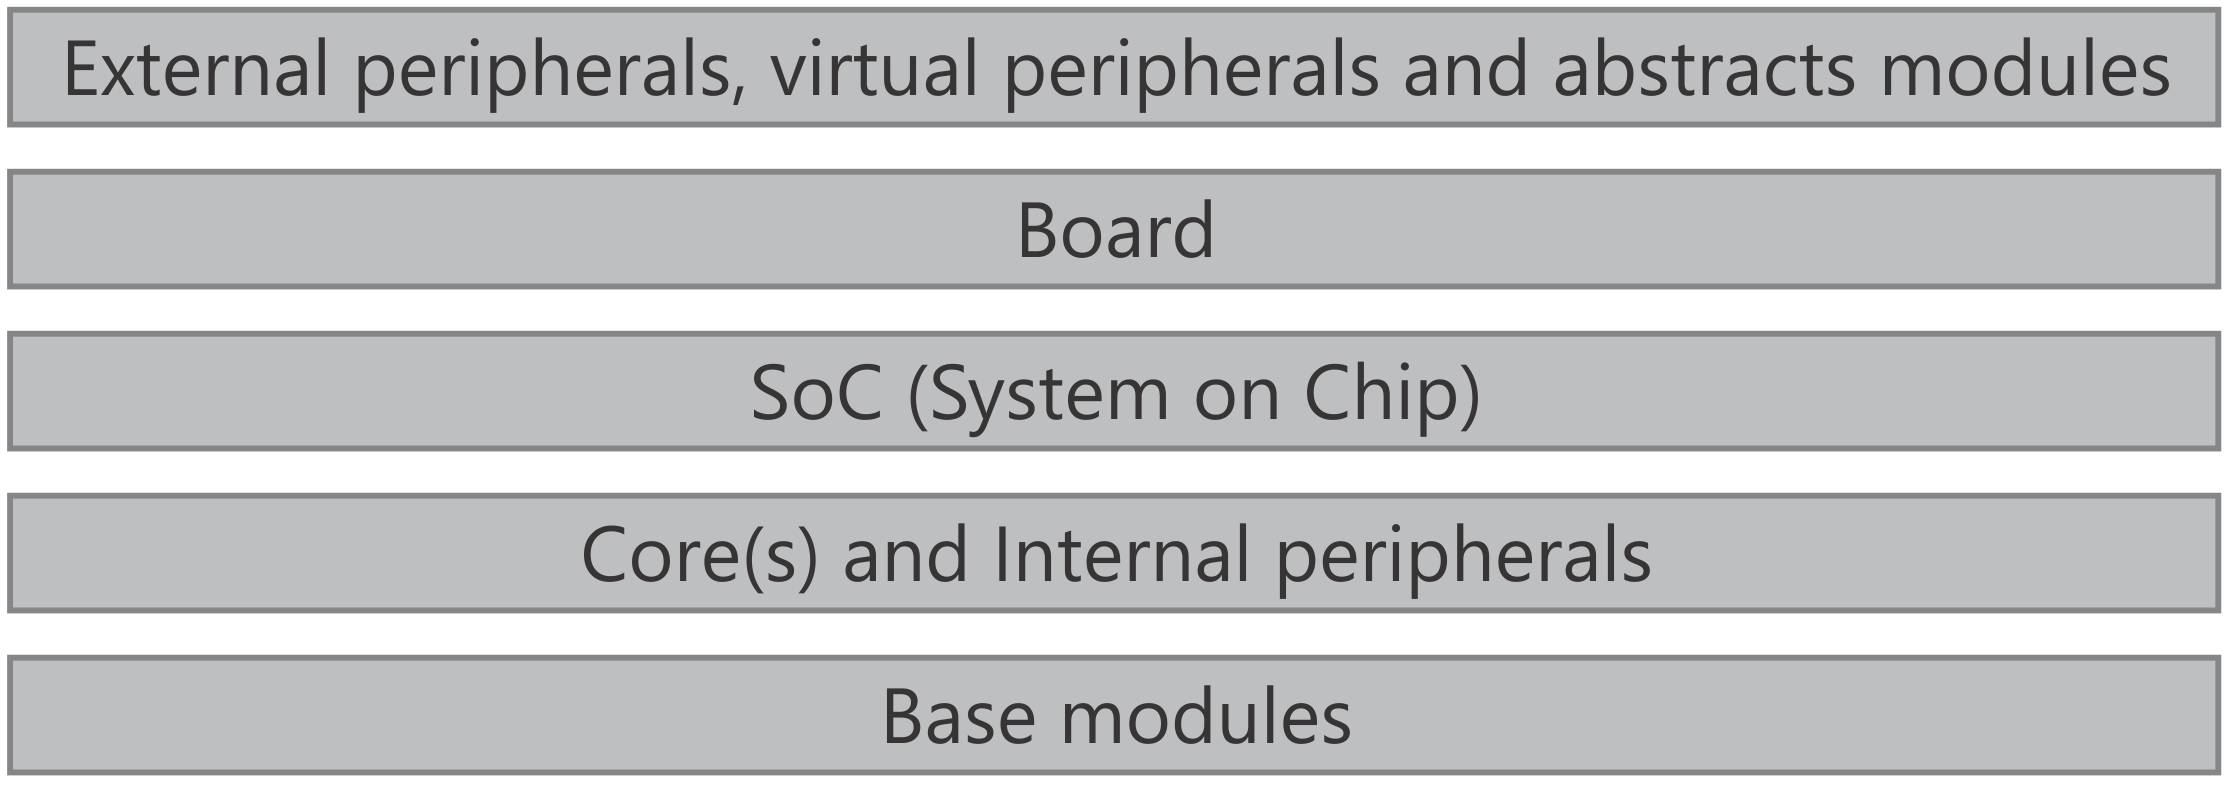 External peripherals, virtual peripherals and abstracts modules
Board
SoC (System on Chip)
Core(s) and Internal peripherals
Base modules